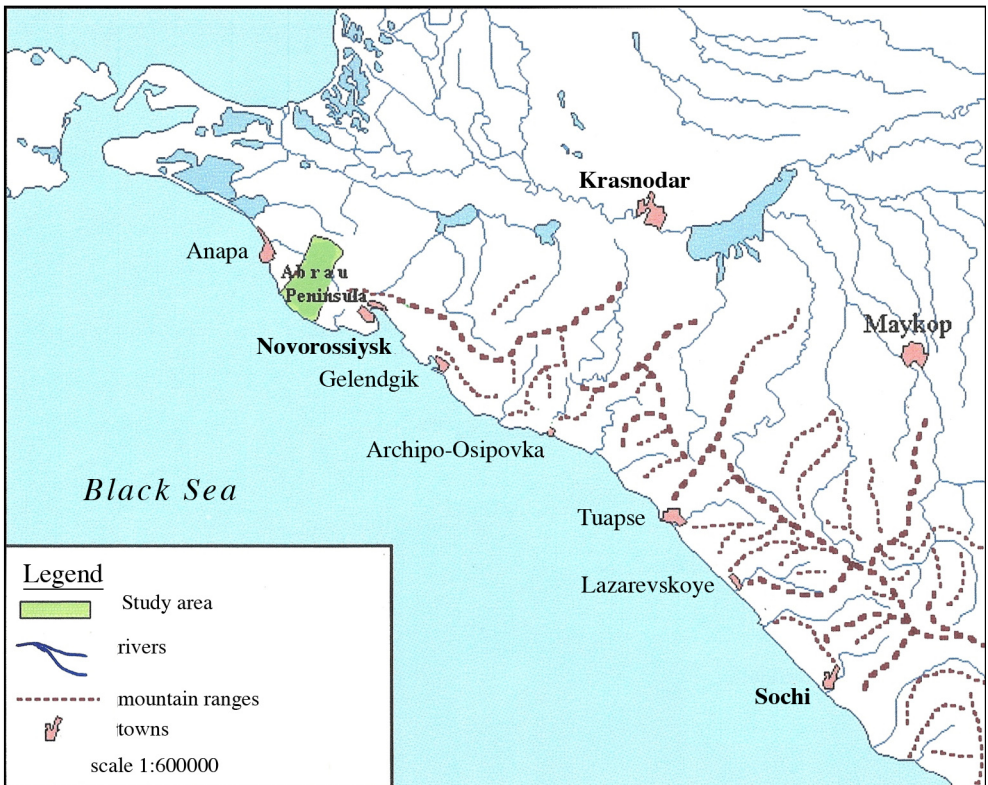 Krasnodar
Anapa
Abrau
Peninsula
Maykop
Novorossiysk
Gelendgik
Archipo-Osipovka
Black Sea
Tuapse
Lazarevskoye
Sochi
Legend
Study area
rivers
mountain ranges
towns
scale 1:600000